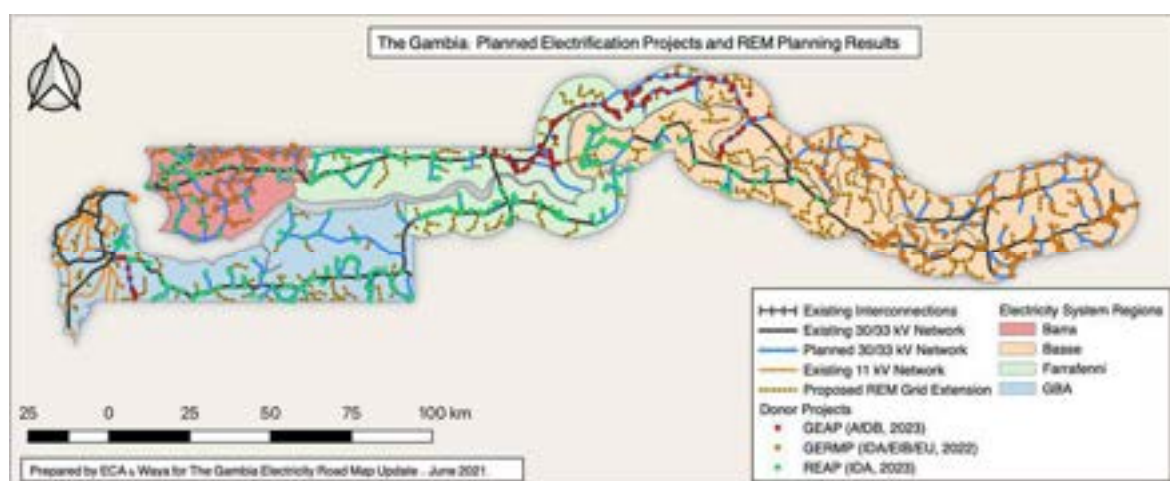 The Gambia: Planned Electrification Projects and REM Planning Results
Existing Interconnections
Existing 30/33 kV Network
Planned 30/33 kV Network
Existing 11 kV Network
Proposed REM Grid Extension
Donor Projects
GEAP (AfDB, 2023)
GERMP (IDA/EIB/EU, 2022)
REAP (IDA, 2023)
Electricity System Regions
Barra
Basse
Farrafenni
GBA
25 0 25 50 75 100 km
Prepared by ECA & Waya for The Gambia Electricity Road Map Update . June 2021